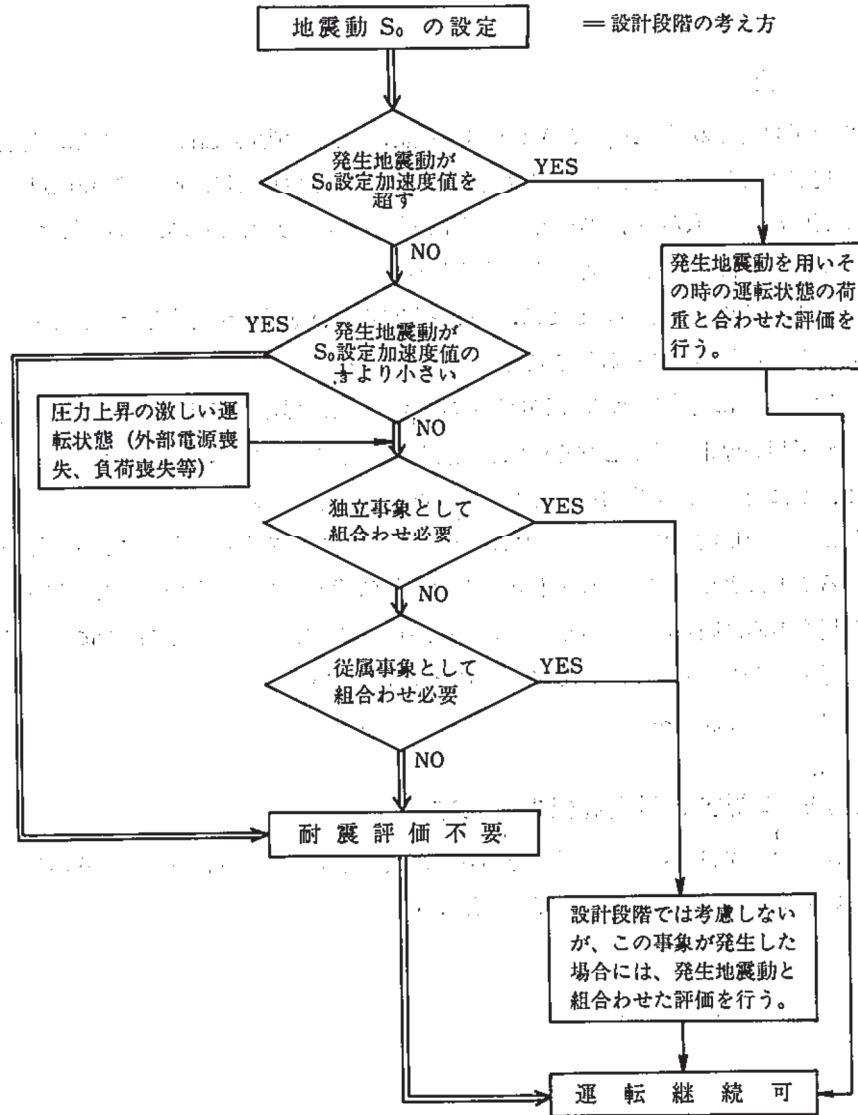 地震動 S₀ の設定
＝設計段階の考え方
発生地震動が
S₀設定加速度値を
超す
YES
NO
発生地震動を用いそ
の時の運転状態の荷
重と合わせた評価を
行う。
YES
発生地震動が
S₀設定加速度値の
⅓より小さい
NO
圧力上昇の激しい運
転状態（外部電源喪
失、負荷喪失等）
独立事象として
組合わせ必要
YES
NO
従属事象として
組合わせ必要
YES
NO
耐震評価不要
設計段階では考慮しない
が、この事象が発生した
場合には、発生地震動と
組合わせた評価を行う。
運転継続可